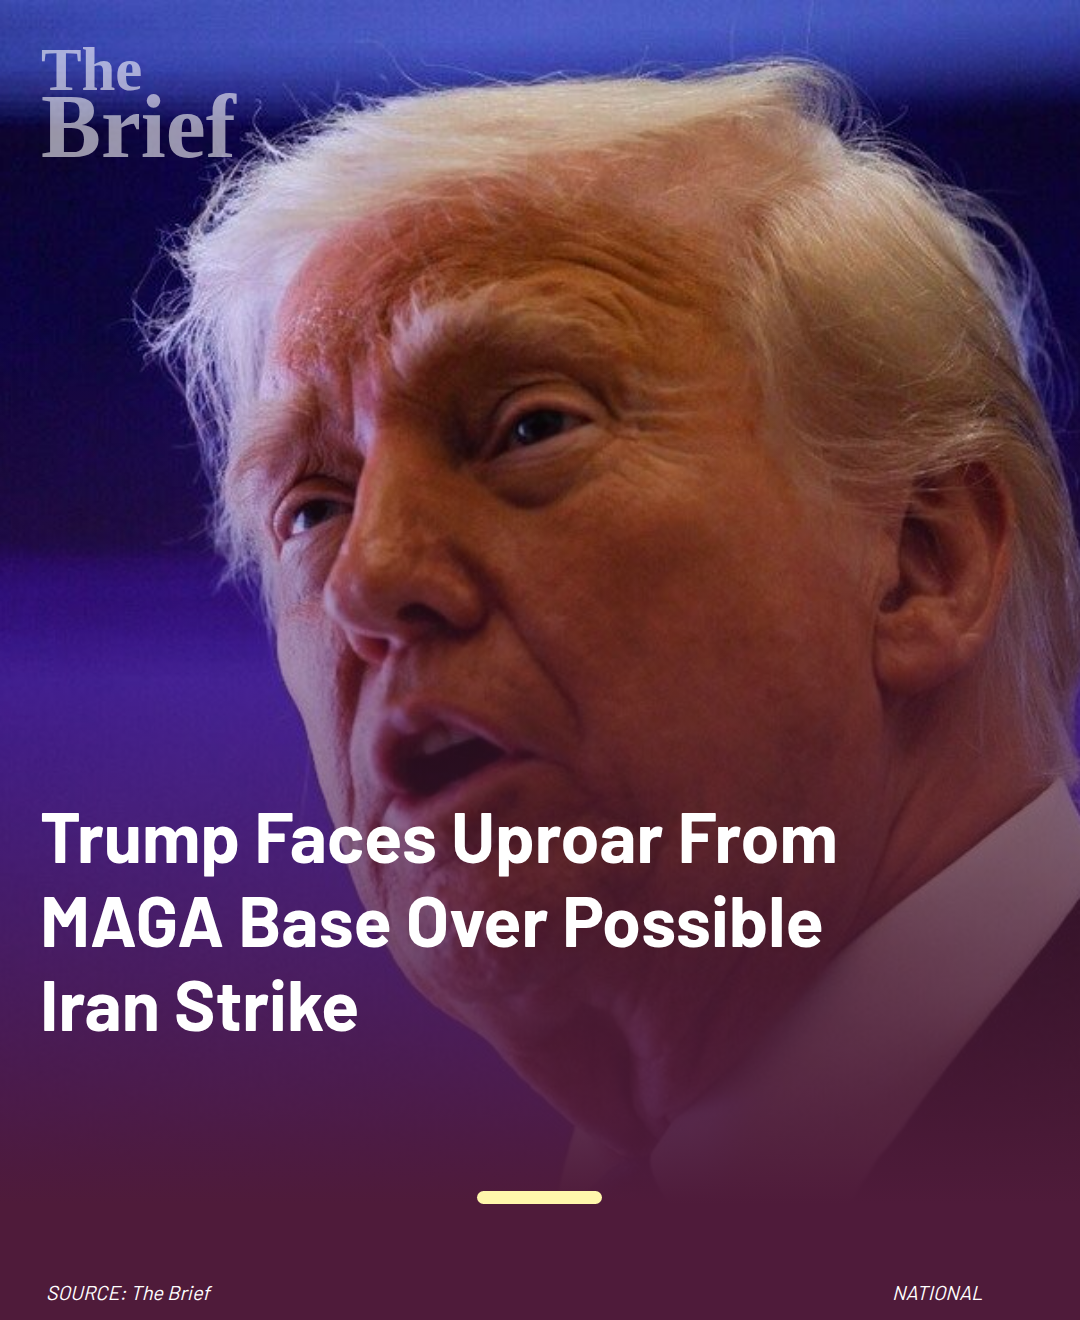 The
Brief
Trump Faces Uproar From
MAGA Base Over Possible
Iran Strike
SOURCE: The Brief
NATIONAL